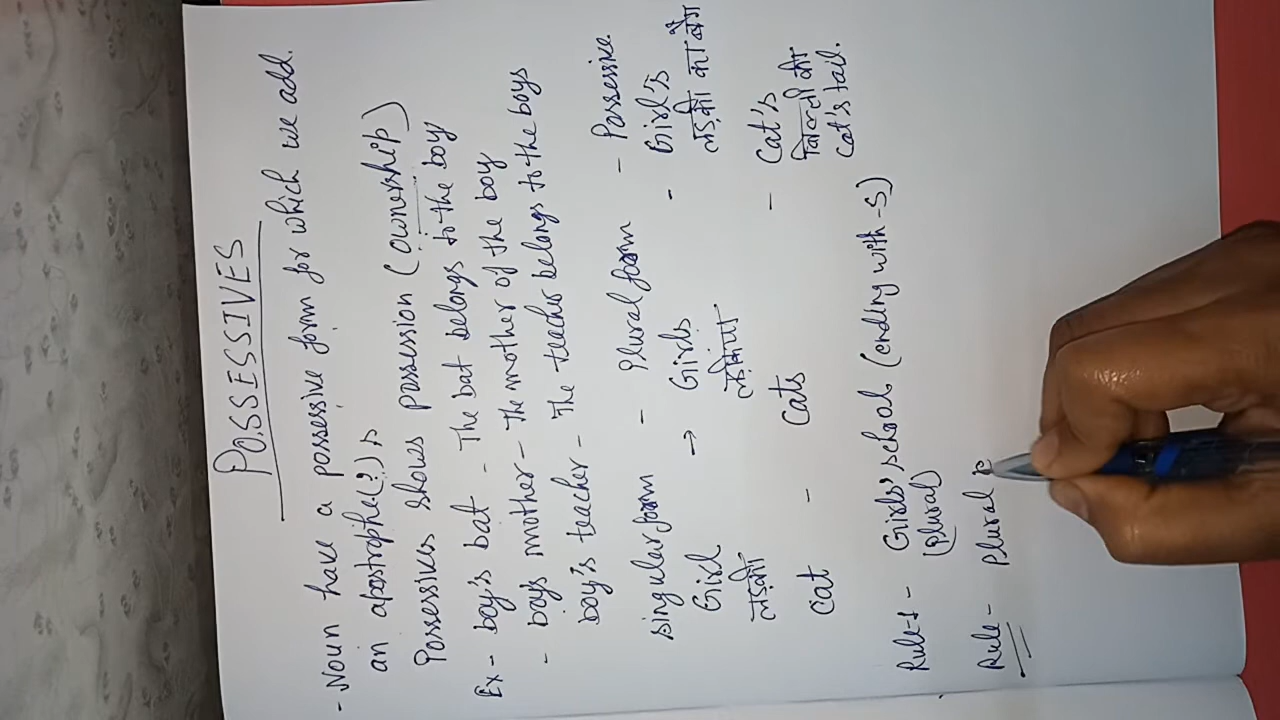 POSSESSIVES
- Noun have a possessive form for which we add.
an apostrophe(') s
Possessives shows possession (ownership)
Ex - boy's bat - The bat belongs to the boy
- boy's mother - The mother of the boy
boy's teacher - The teacher belongs to the boys
singular form - Plural form - Possessive
Girl → Girls - Girl's
लड़की लड़कियां लड़की का बैग
Cat - Cats - Cat's
बिल्ली की
Cat's tail.
Rule-1 - Girls' school (ending with -S)
(Plural)
Rule - Plural